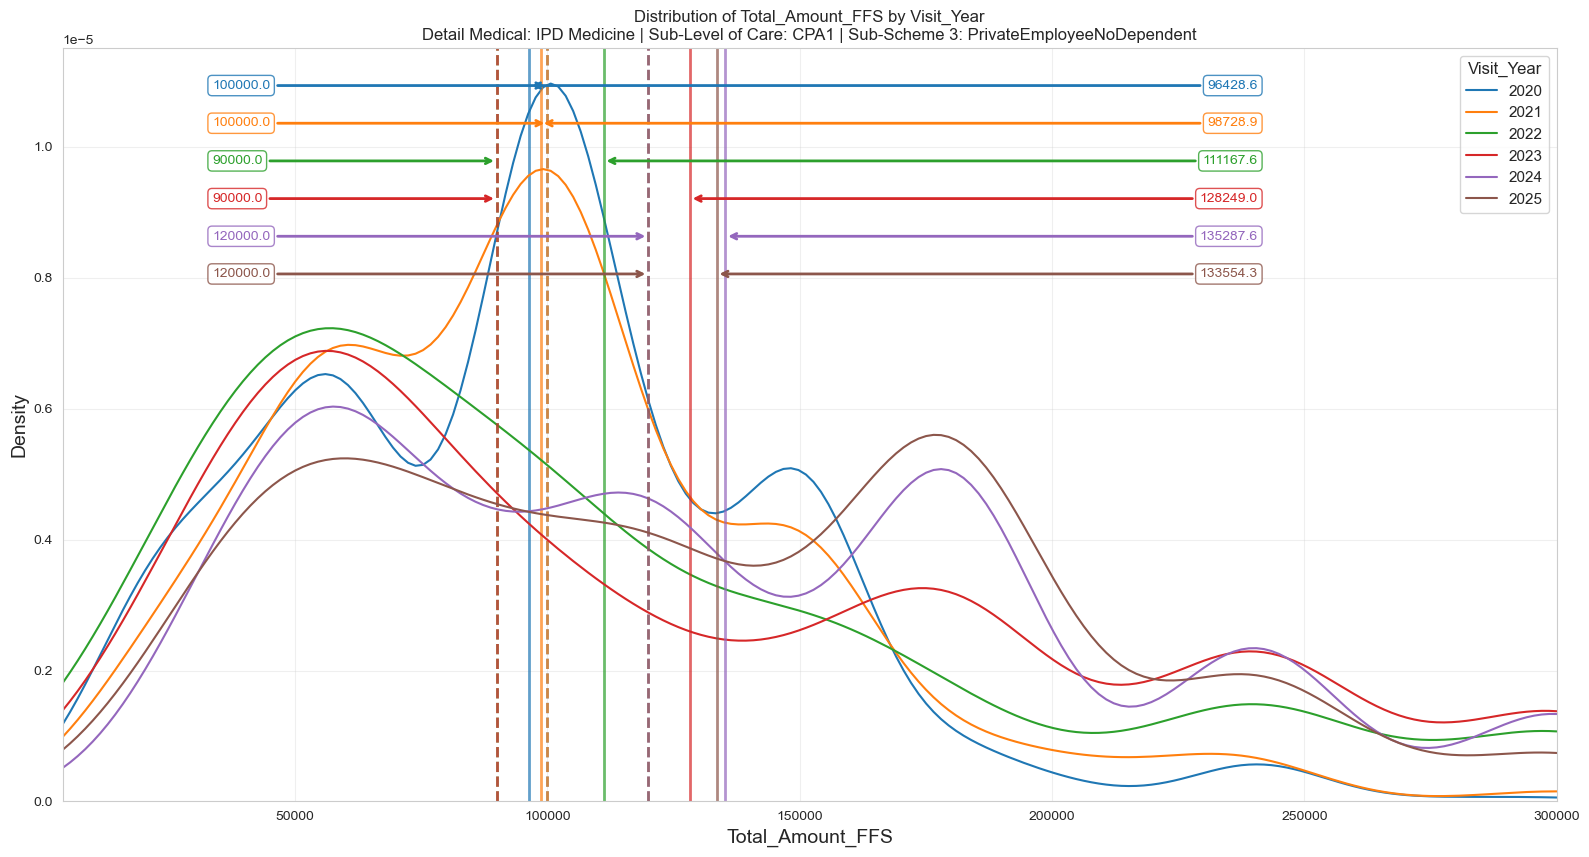 Distribution of Total_Amount_FFS by Visit_Year
Detail Medical: IPD Medicine | Sub-Level of Care: CPA1 | Sub-Scheme 3: PrivateEmployeeNoDependent
1e−5
Visit_Year
2020
2021
2022
2023
2024
2025
100000.0 96428.6
100000.0 98728.9
90000.0 111167.6
90000.0 128249.0
120000.0 135287.6
120000.0 133554.3
1.0
0.8
0.6
0.4
0.2
0.0
Density
50000 100000 150000 200000 250000 300000
Total_Amount_FFS